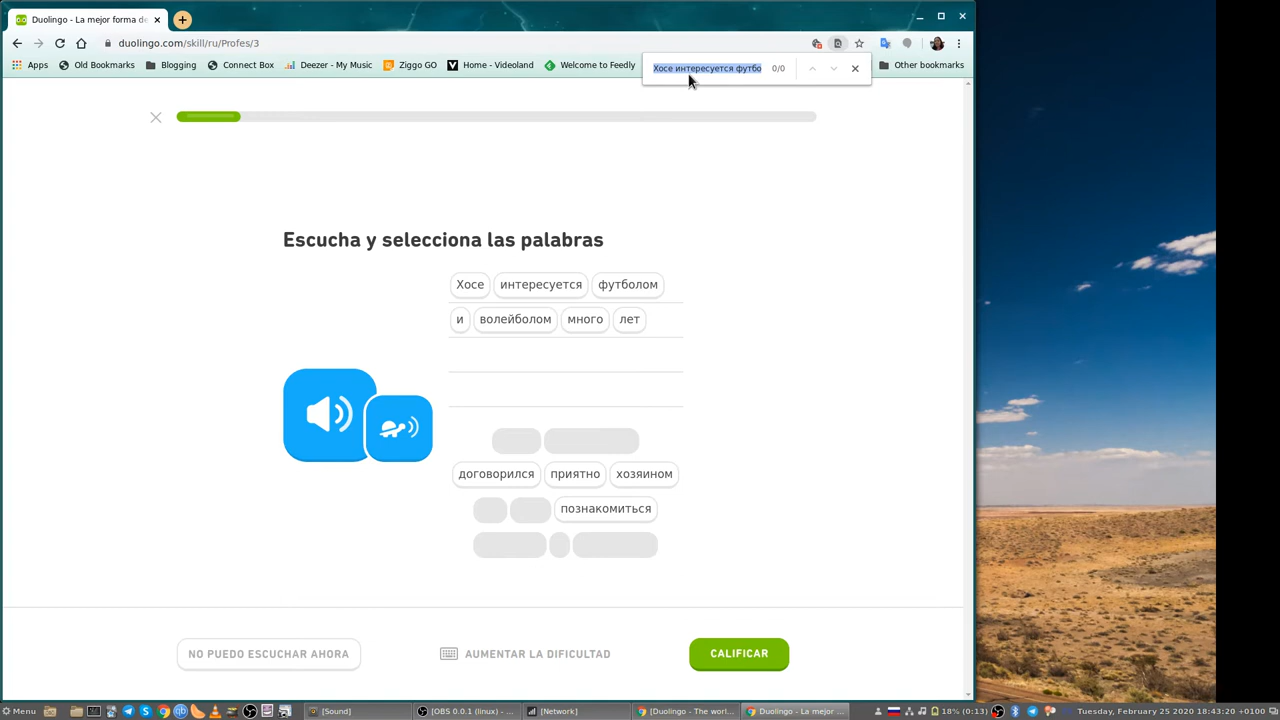 Duolingo - La mejor forma de
duolingo.com/skill/ru/Profes/3
Apps Old Bookmarks Blogging Connect Box Deezer - My Music Ziggo GO Home - Videoland Welcome to Feedly Other bookmarks
Хосе интересуется футбо 0/0
Escucha y selecciona las palabras
Хосе интересуется футболом
и волейболом много лет
договорился приятно хозяином
познакомиться
NO PUEDO ESCUCHAR AHORA AUMENTAR LA DIFICULTAD CALIFICAR
Menu [Sound] [OBS 0.0.1 (linux) - ... [Network] [Duolingo - The worl... Duolingo - La mejor ... 18% (0:13) Tuesday, February 25 2020, 18:43:20 +0100